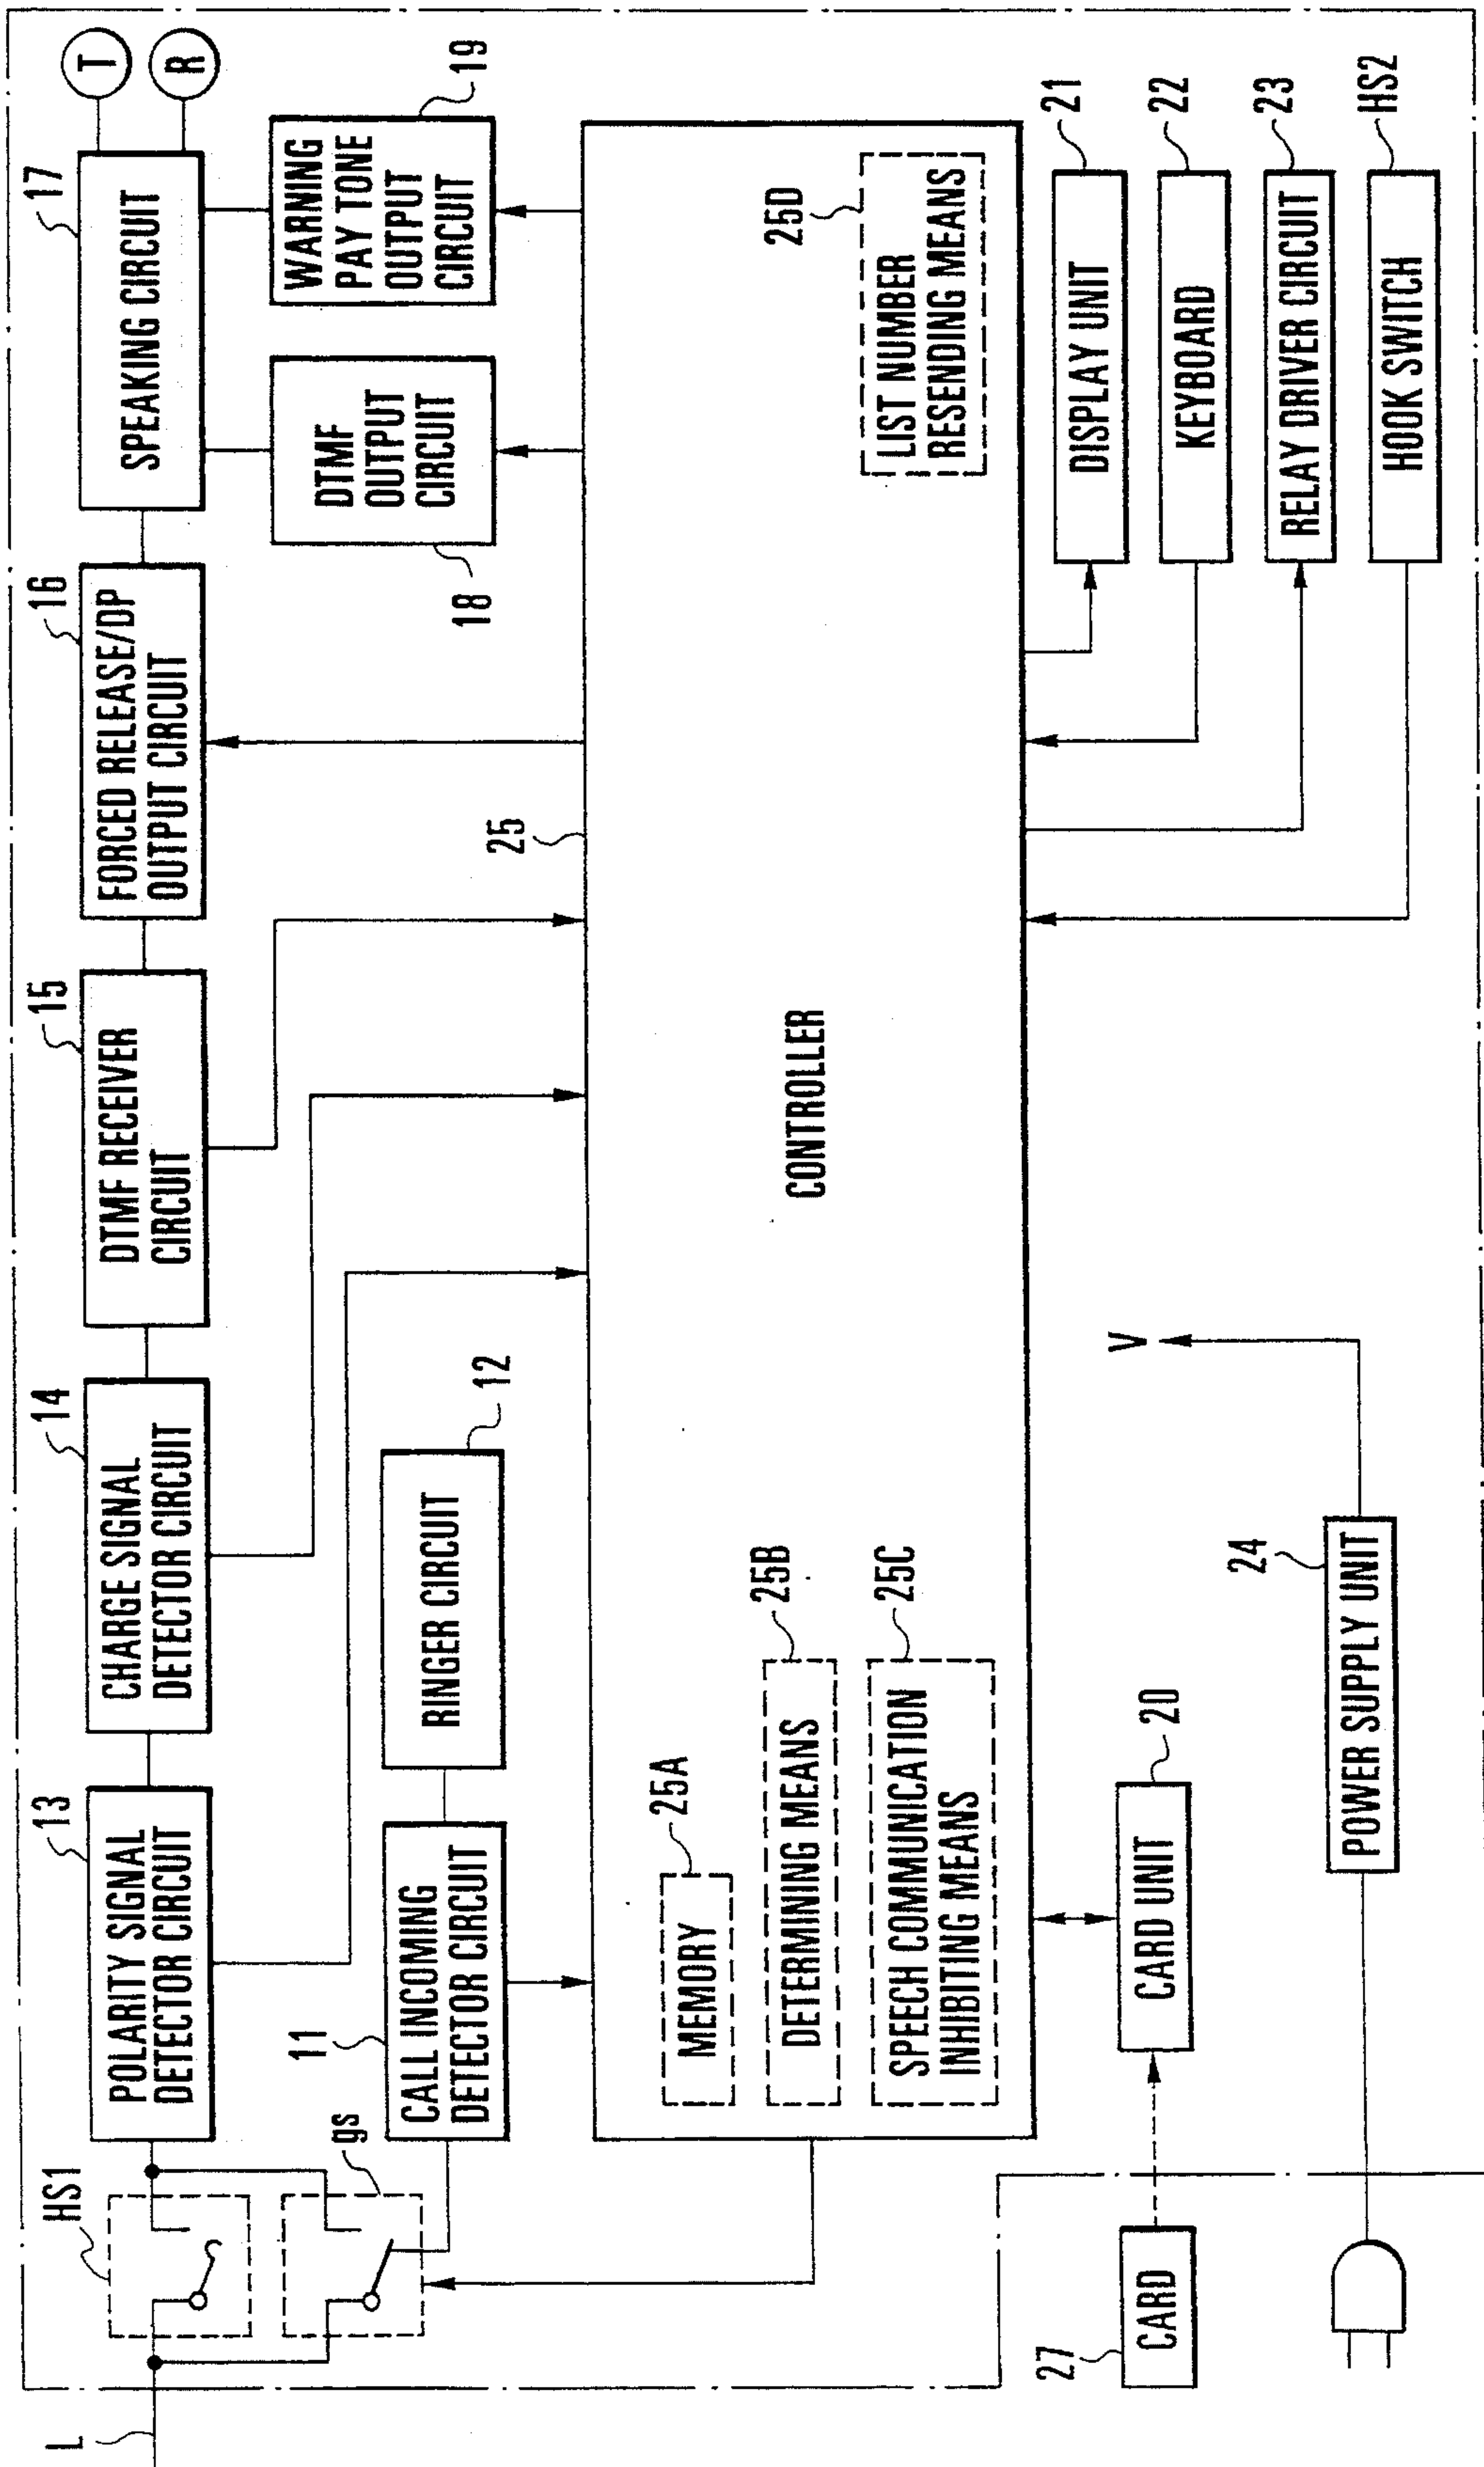 L
HS1
gs
13
POLARITY SIGNAL
DETECTOR CIRCUIT
14
CHARGE SIGNAL
DETECTOR CIRCUIT
15
DTMF RECEIVER
CIRCUIT
16
FORCED RELEASE/DP
OUTPUT CIRCUIT
17
SPEAKING CIRCUIT
T
R
11
CALL INCOMING
DETECTOR CIRCUIT
12
RINGER CIRCUIT
18
DTMF
OUTPUT
CIRCUIT
19
WARNING
PAY TONE
OUTPUT
CIRCUIT
25
CONTROLLER
25A
MEMORY
25B
DETERMINING MEANS
25C
SPEECH COMMUNICATION
INHIBITING MEANS
25D
LIST NUMBER
RESENDING MEANS
27
CARD
20
CARD UNIT
24
POWER SUPPLY UNIT
V
21
DISPLAY UNIT
22
KEYBOARD
23
RELAY DRIVER CIRCUIT
HS2
HOOK SWITCH